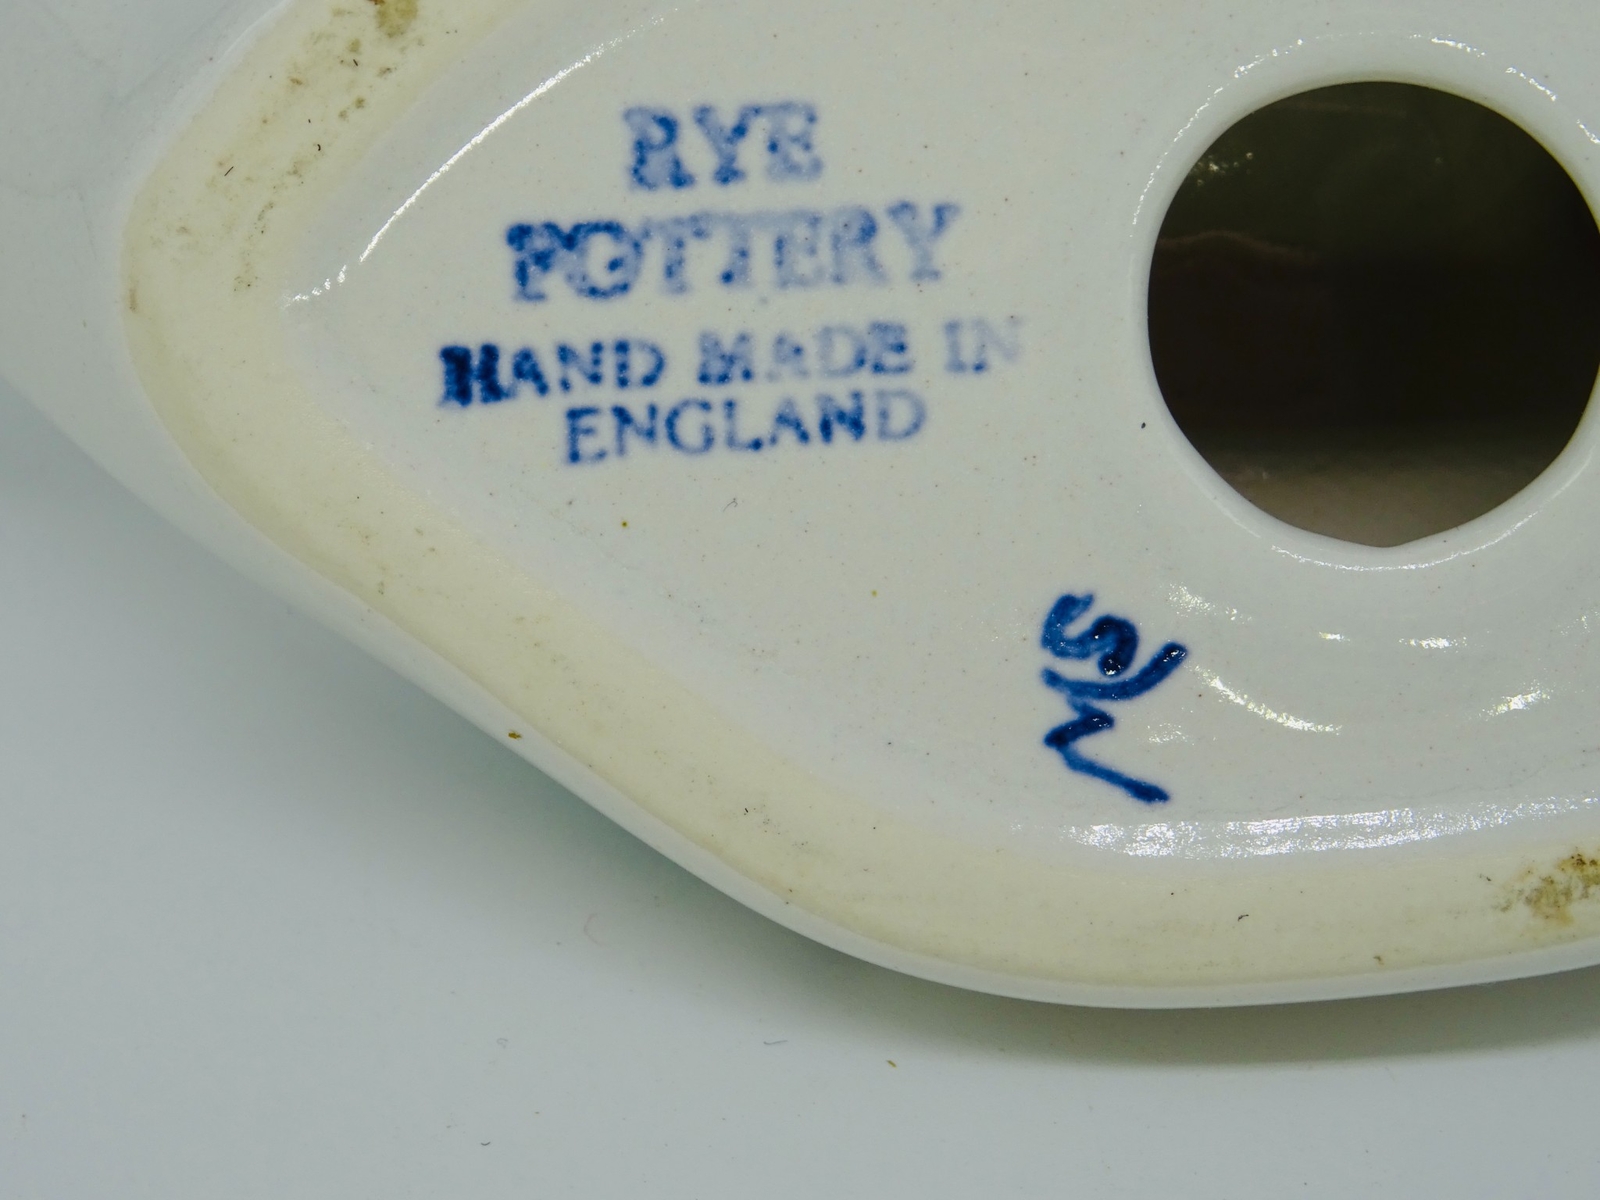 RYE
POTTERY
HAND MADE IN
ENGLAND